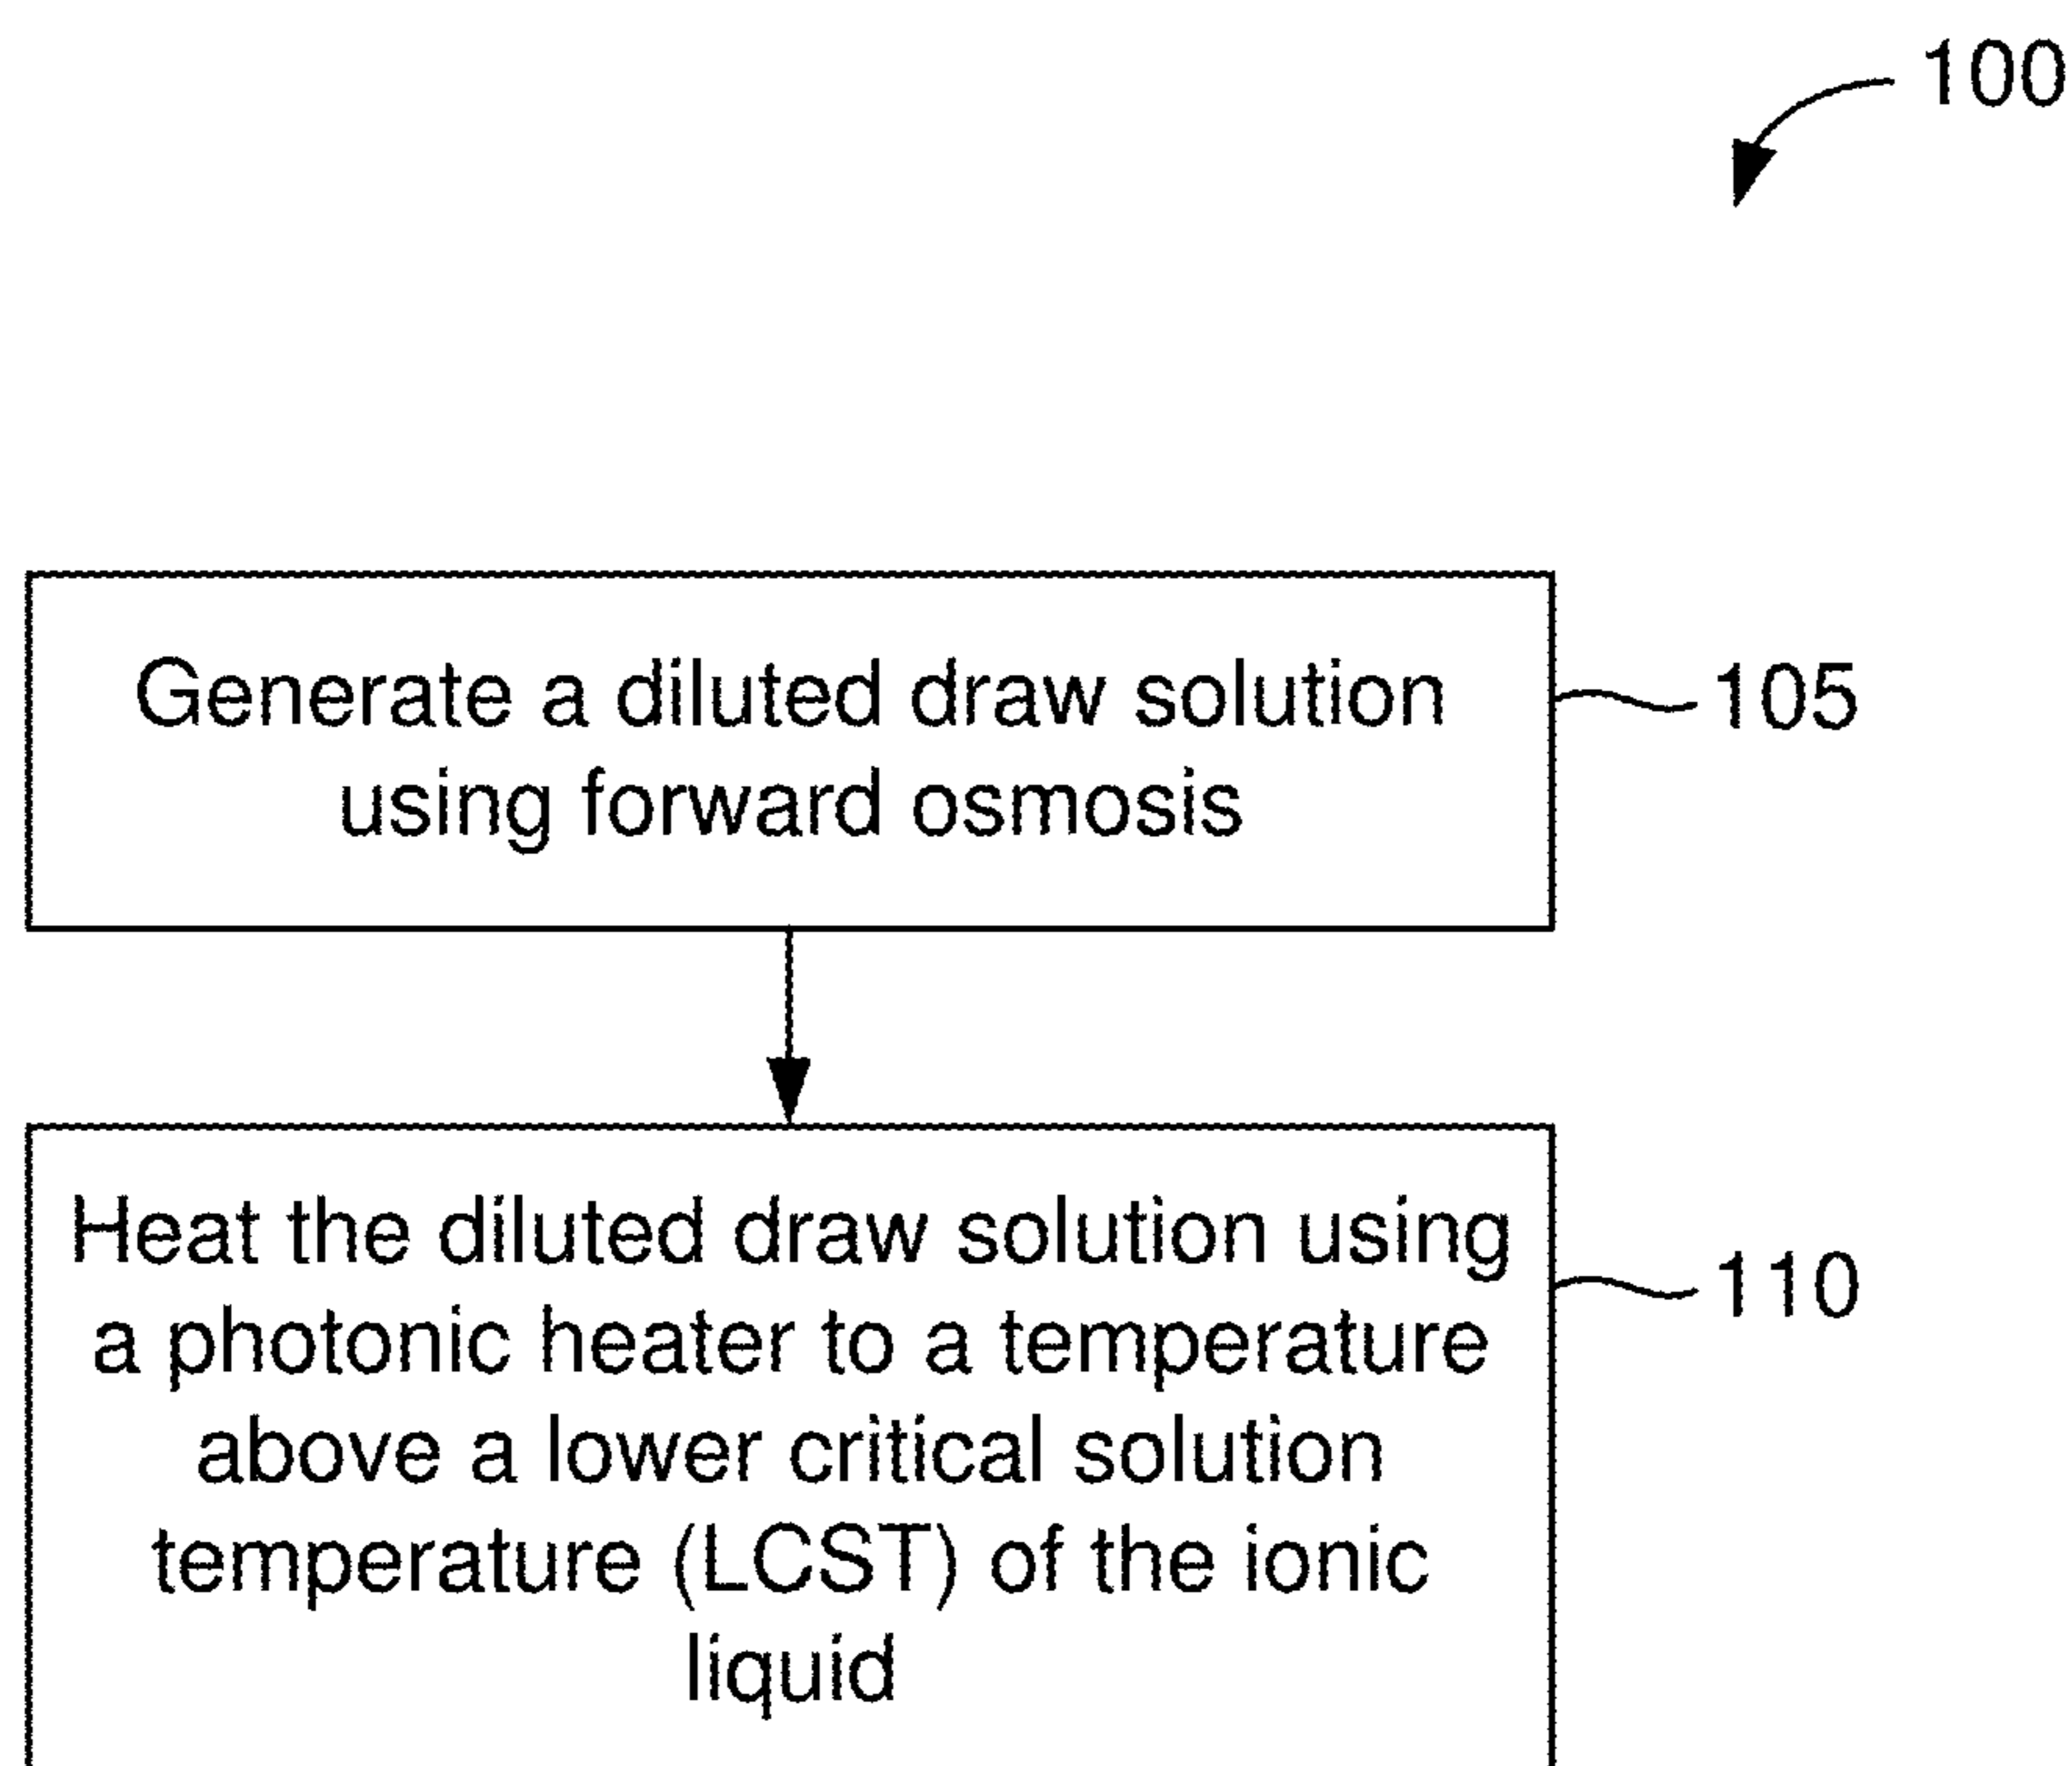 100
Generate a diluted draw solution
using forward osmosis
105
Heat the diluted draw solution using
a photonic heater to a temperature
above a lower critical solution
temperature (LCST) of the ionic
liquid
110